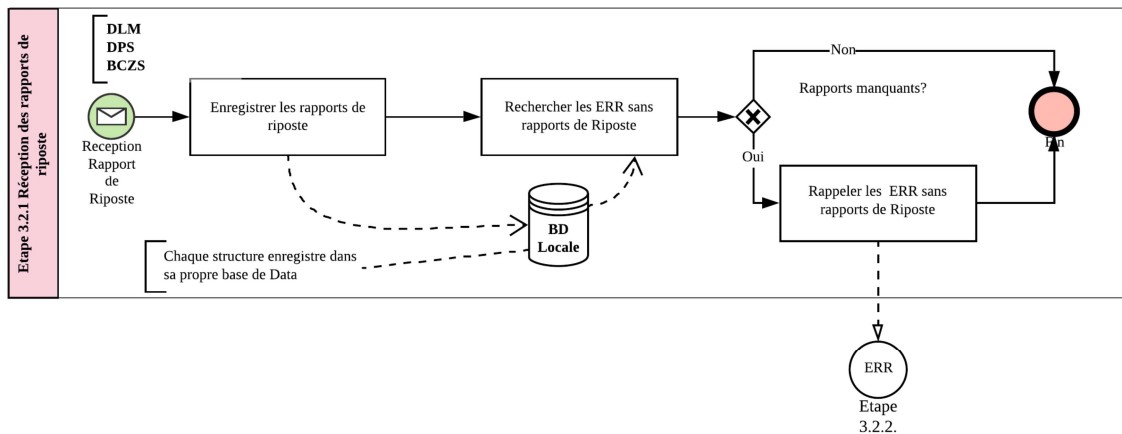 Etape 3.2.1 Réception des rapports de
riposte
DLM
DPS
BCZS
Reception
Rapport
de
Riposte
Enregistrer les rapports de
riposte
Rechercher les ERR sans
rapports de Riposte
Non
Rapports manquants?
Oui
Fin
Rappeler les ERR sans
rapports de Riposte
BD
Locale
Chaque structure enregistre dans
sa propre base de Data
ERR
Etape
3.2.2.